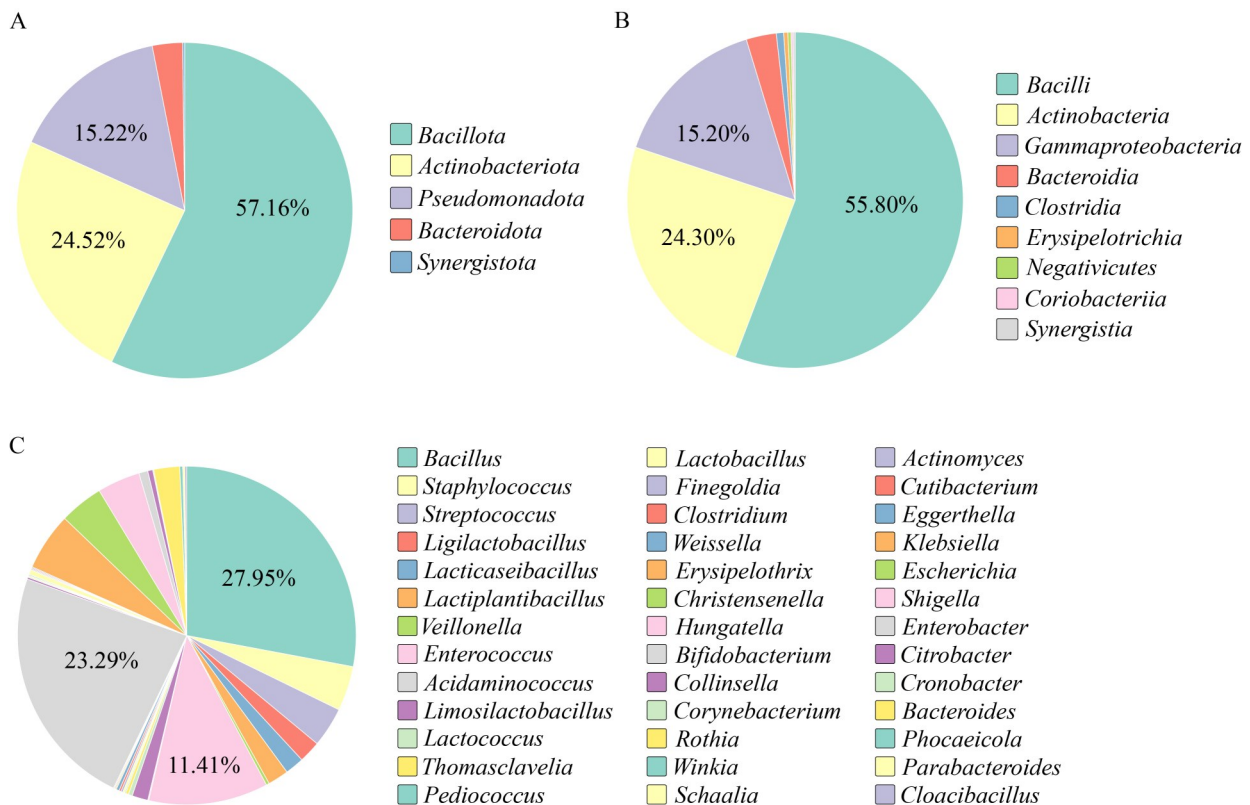 A
15.22%
57.16%
24.52%
Bacillota
Actinobacteriota
Pseudomonadota
Bacteroidota
Synergistota
B
15.20%
55.80%
24.30%
Bacilli
Actinobacteria
Gammaproteobacteria
Bacteroidia
Clostridia
Erysipelotrichia
Negativicutes
Coriobacteriia
Synergistia
C
27.95%
23.29%
11.41%
Bacillus
Staphylococcus
Streptococcus
Ligilactobacillus
Lacticaseibacillus
Lactiplantibacillus
Veillonella
Enterococcus
Acidaminococcus
Limosilactobacillus
Lactococcus
Thomasclavelia
Pediococcus
Lactobacillus
Finegoldia
Clostridium
Weissella
Erysipelothrix
Christensenella
Hungatella
Bifidobacterium
Collinsella
Corynebacterium
Rothia
Winkia
Schaalia
Actinomyces
Cutibacterium
Eggerthella
Klebsiella
Escherichia
Shigella
Enterobacter
Citrobacter
Cronobacter
Bacteroides
Phocaeicola
Parabacteroides
Cloacibacillus